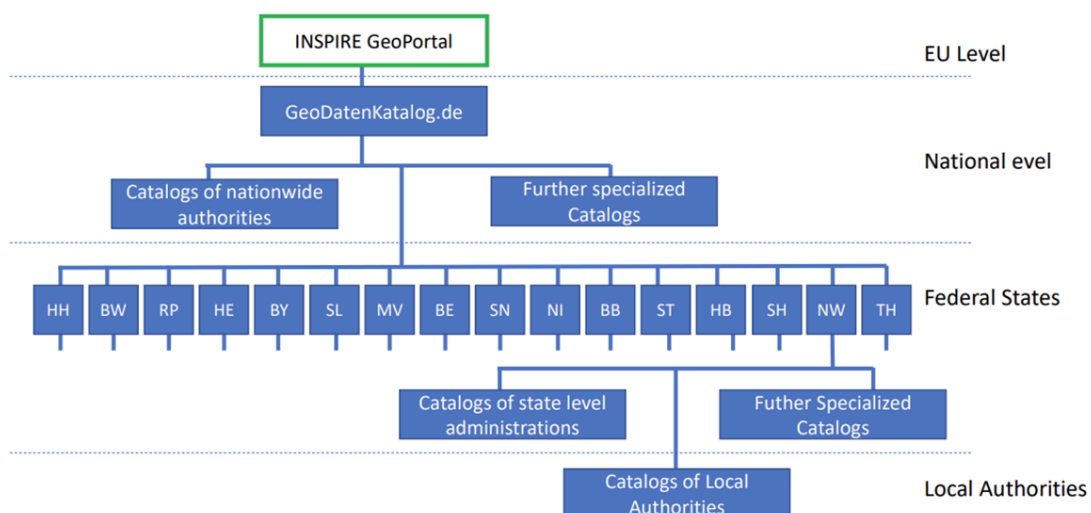 INSPIRE GeoPortal
EU Level
GeoDatenKatalog.de
National evel
Catalogs of nationwide
authorities
Further specialized
Catalogs
HH BW RP HE BY SL MV BE SN NI BB ST HB SH NW TH
Federal States
Catalogs of state level
administrations
Futher Specialized
Catalogs
Catalogs of Local
Authorities
Local Authorities